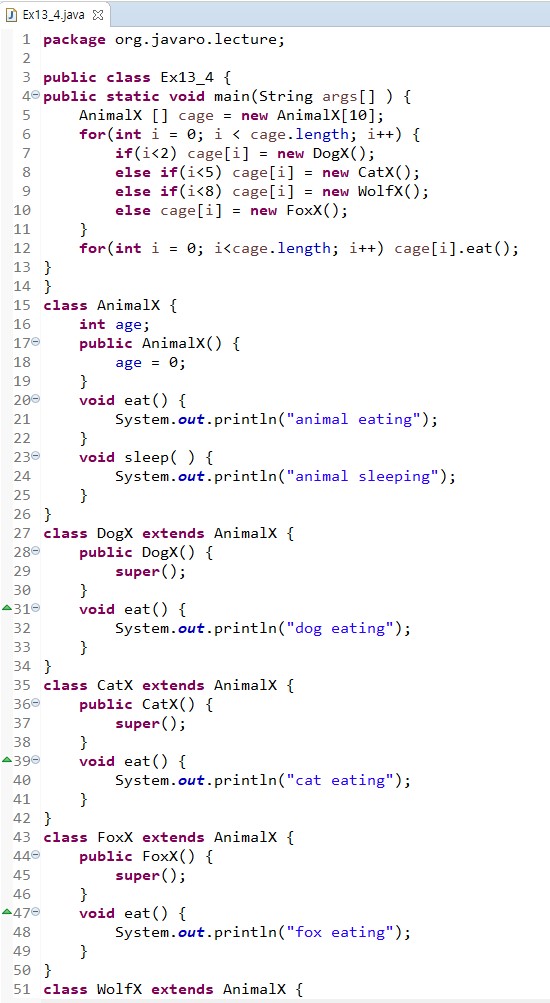 Ex13_4.java
1 package org.javaro.lecture;
2
3 public class Ex13_4 {
4 public static void main(String args[] ) {
5     AnimalX [] cage = new AnimalX[10];
6     for(int i = 0; i < cage.length; i++) {
7         if(i<2) cage[i] = new DogX();
8         else if(i<5) cage[i] = new CatX();
9         else if(i<8) cage[i] = new WolfX();
10         else cage[i] = new FoxX();
11     }
12     for(int i = 0; i<cage.length; i++) cage[i].eat();
13 }
14 }
15 class AnimalX {
16     int age;
17     public AnimalX() {
18         age = 0;
19     }
20     void eat() {
21         System.out.println("animal eating");
22     }
23     void sleep( ) {
24         System.out.println("animal sleeping");
25     }
26 }
27 class DogX extends AnimalX {
28     public DogX() {
29         super();
30     }
31     void eat() {
32         System.out.println("dog eating");
33     }
34 }
35 class CatX extends AnimalX {
36     public CatX() {
37         super();
38     }
39     void eat() {
40         System.out.println("cat eating");
41     }
42 }
43 class FoxX extends AnimalX {
44     public FoxX() {
45         super();
46     }
47     void eat() {
48         System.out.println("fox eating");
49     }
50 }
51 class WolfX extends AnimalX {